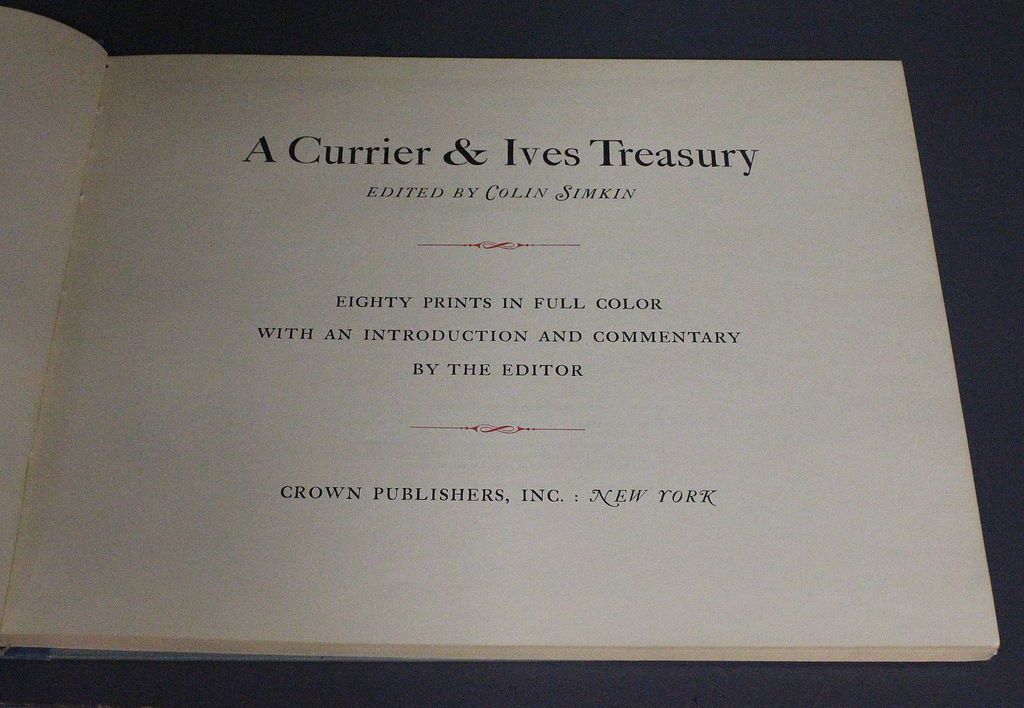 A Currier & Ives Treasury
EDITED BY COLIN SIMKIN
EIGHTY PRINTS IN FULL COLOR
WITH AN INTRODUCTION AND COMMENTARY
BY THE EDITOR
CROWN PUBLISHERS, INC. : NEW YORK